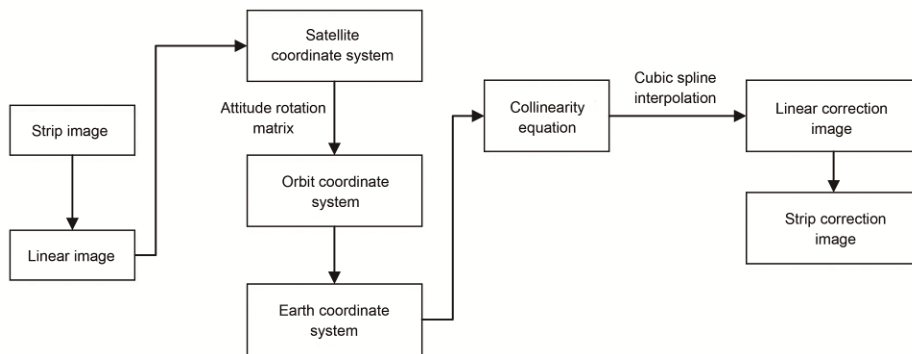 Strip image
Linear image
Satellite
coordinate system
Attitude rotation
matrix
Orbit coordinate
system
Earth coordinate
system
Collinearity
equation
Cubic spline
interpolation
Linear correction
image
Strip correction
image